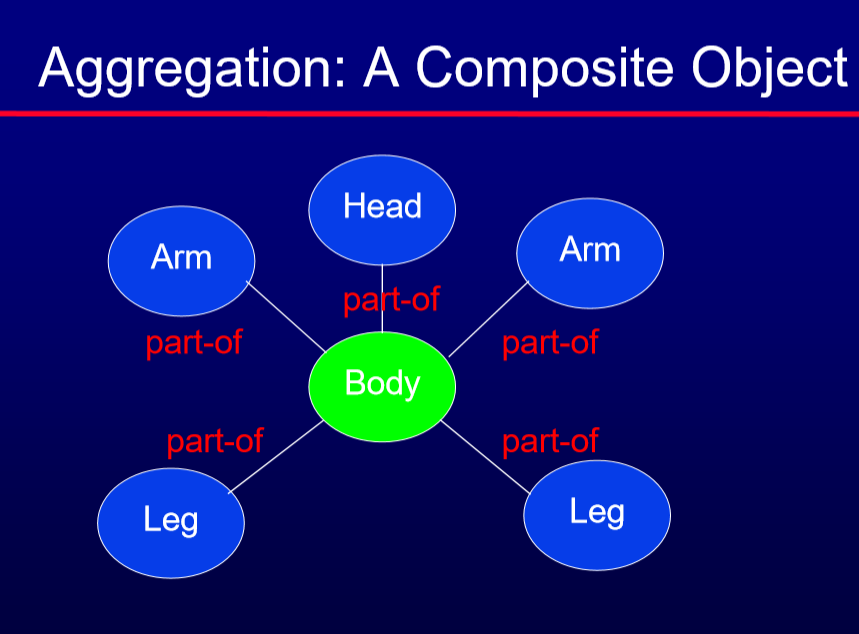 Aggregation: A Composite Object
Head
Arm
Arm
part-of
part-of
part-of
Body
part-of
part-of
Leg
Leg